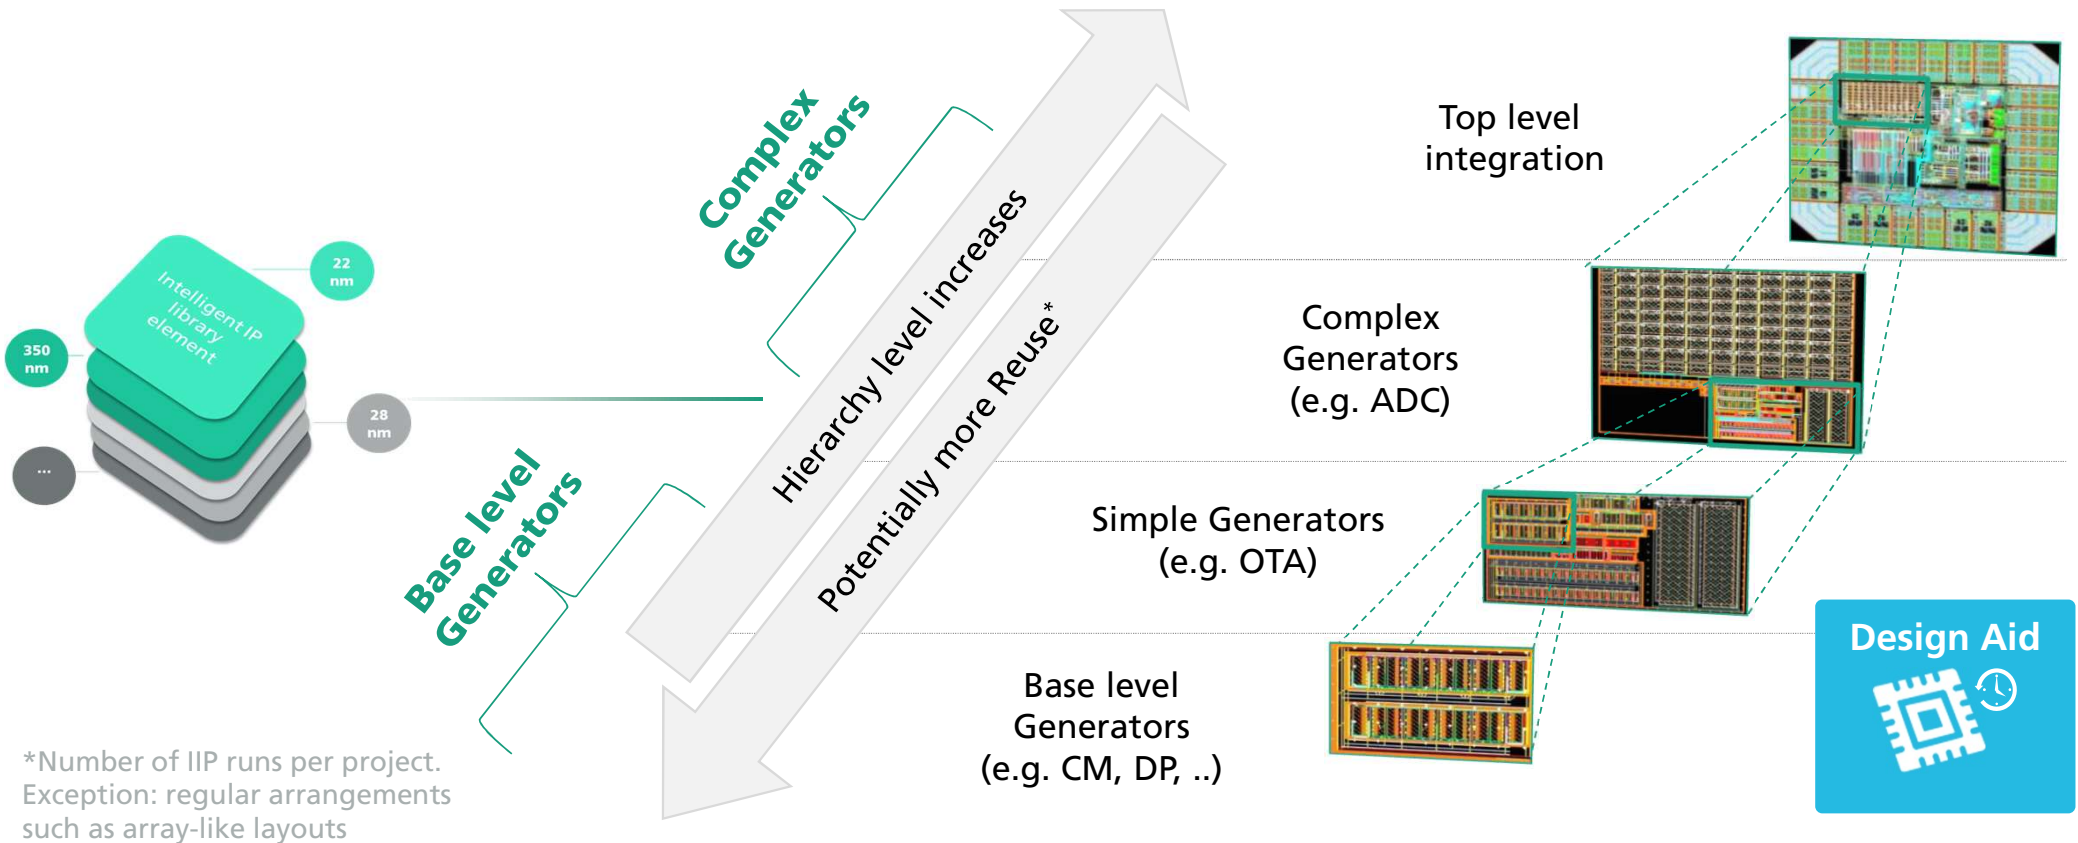 Intelligent IP
library
element
22
nm
350
nm
28
nm
...
Complex
Generators
Base level
Generators
Hierarchy level increases
Potentially more Reuse*
Top level
integration
Complex
Generators
(e.g. ADC)
Simple Generators
(e.g. OTA)
Base level
Generators
(e.g. CM, DP, ..)
Design Aid
*Number of IIP runs per project.
Exception: regular arrangements
such as array-like layouts